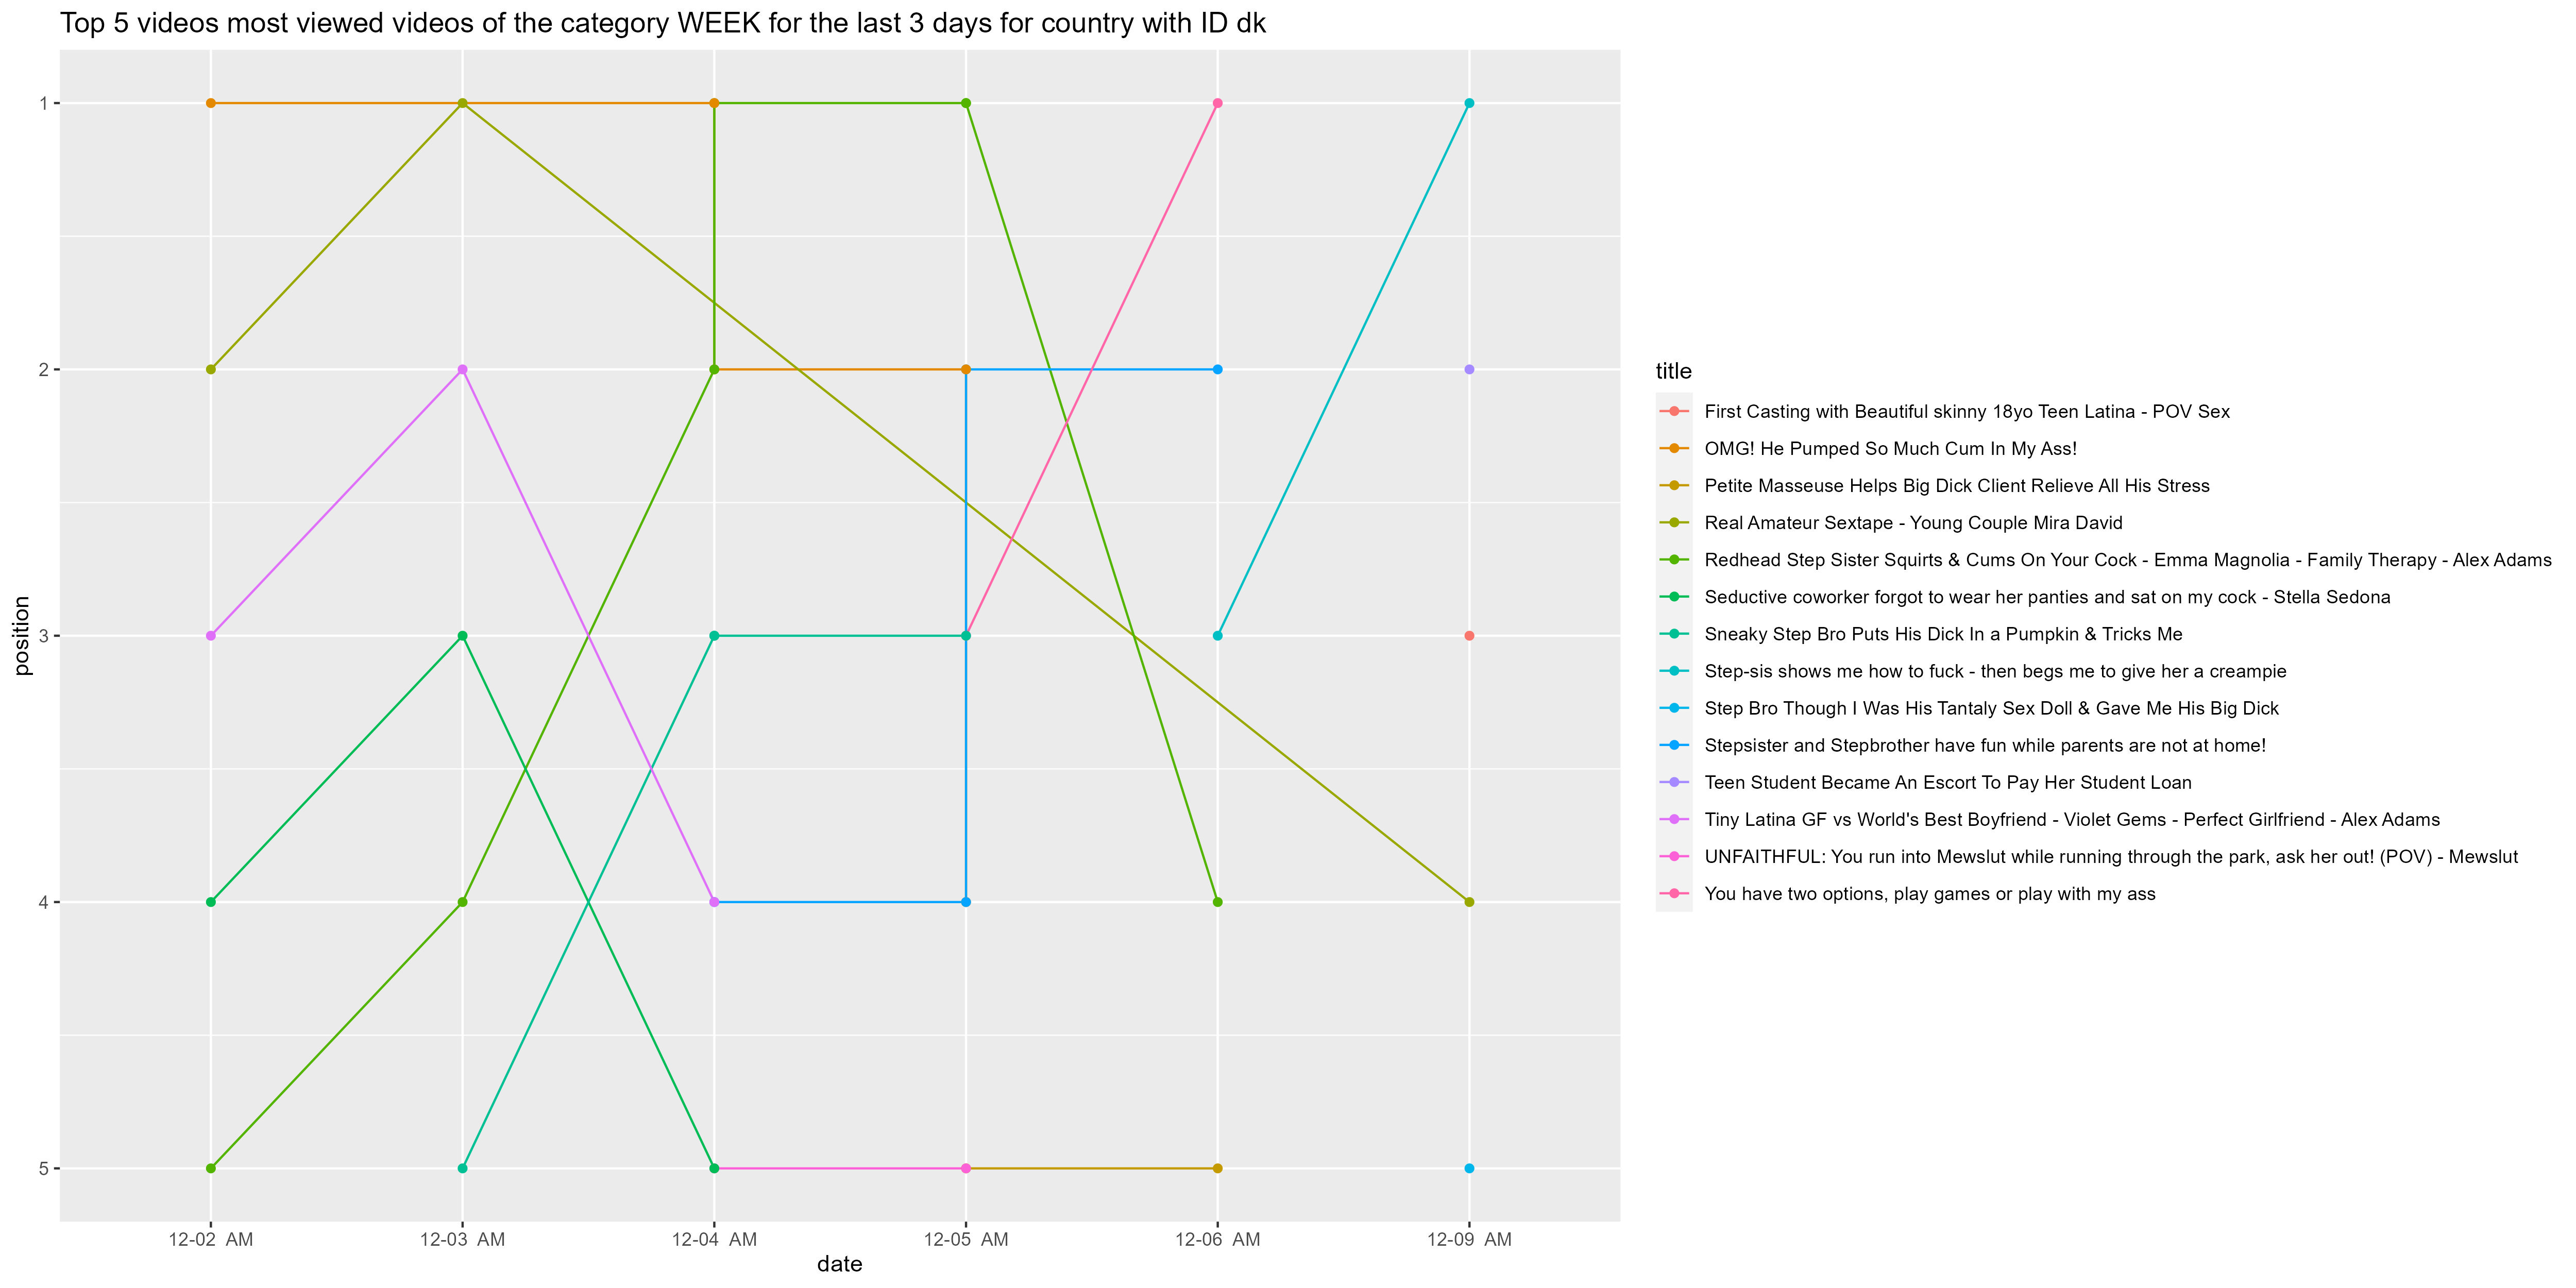 Top 5 videos most viewed videos of the category WEEK for the last 3 days for country with ID dk
position
1
2
3
4
5
12-02 AM
12-03 AM
12-04 AM
12-05 AM
12-06 AM
12-09 AM
date
title
First Casting with Beautiful skinny 18yo Teen Latina - POV Sex
OMG! He Pumped So Much Cum In My Ass!
Petite Masseuse Helps Big Dick Client Relieve All His Stress
Real Amateur Sextape - Young Couple Mira David
Redhead Step Sister Squirts & Cums On Your Cock - Emma Magnolia - Family Therapy - Alex Adams
Seductive coworker forgot to wear her panties and sat on my cock - Stella Sedona
Sneaky Step Bro Puts His Dick In a Pumpkin & Tricks Me
Step-sis shows me how to fuck - then begs me to give her a creampie
Step Bro Though I Was His Tantaly Sex Doll & Gave Me His Big Dick
Stepsister and Stepbrother have fun while parents are not at home!
Teen Student Became An Escort To Pay Her Student Loan
Tiny Latina GF vs World's Best Boyfriend - Violet Gems - Perfect Girlfriend - Alex Adams
UNFAITHFUL: You run into Mewslut while running through the park, ask her out! (POV) - Mewslut
You have two options, play games or play with my ass